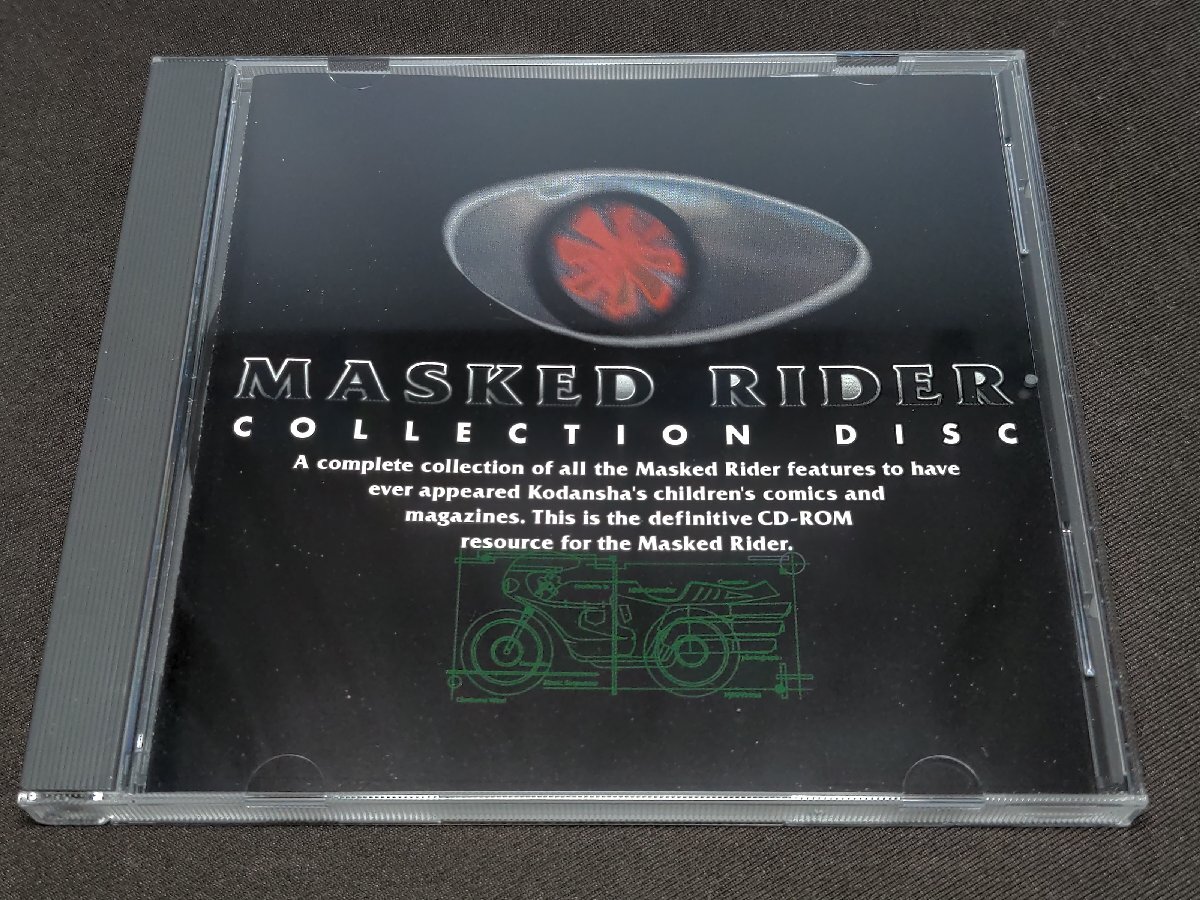 MASKED RIDER
COLLECTION DISC
A complete collection of all the Masked Rider features to have
ever appeared Kodansha's children's comics and
magazines. This is the definitive CD-ROM
resource for the Masked Rider.